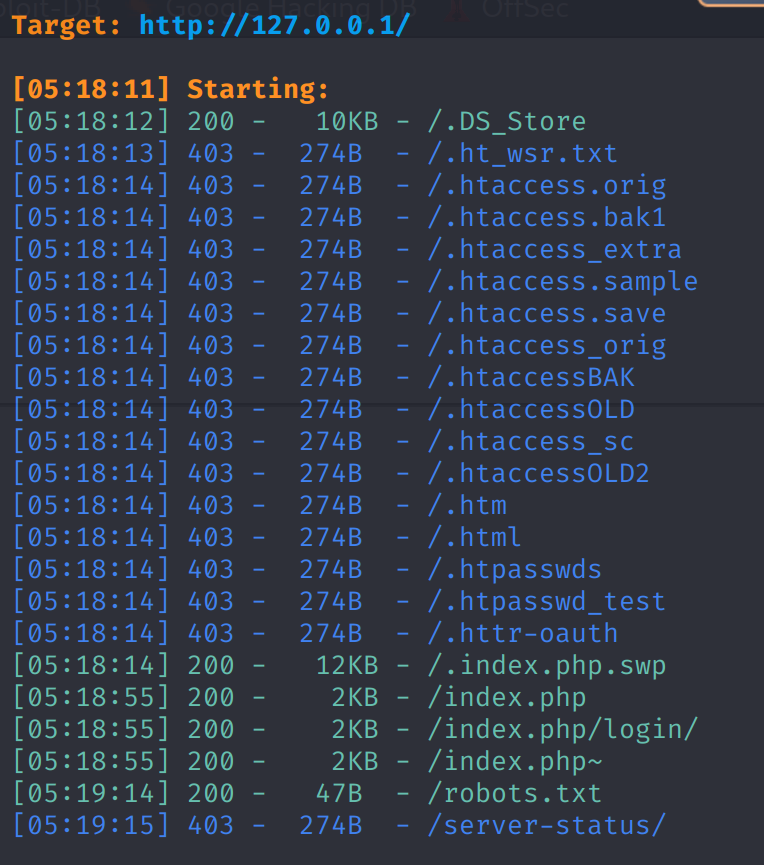 ploit-DB Google Hacking DB OffSec
Target: http://127.0.0.1/
[05:18:11] Starting:
[05:18:12] 200 -   10KB - /.DS_Store
[05:18:13] 403 -  274B  - /.ht_wsr.txt
[05:18:14] 403 -  274B  - /.htaccess.orig
[05:18:14] 403 -  274B  - /.htaccess.bak1
[05:18:14] 403 -  274B  - /.htaccess_extra
[05:18:14] 403 -  274B  - /.htaccess.sample
[05:18:14] 403 -  274B  - /.htaccess.save
[05:18:14] 403 -  274B  - /.htaccess_orig
[05:18:14] 403 -  274B  - /.htaccessBAK
[05:18:14] 403 -  274B  - /.htaccessOLD
[05:18:14] 403 -  274B  - /.htaccess_sc
[05:18:14] 403 -  274B  - /.htaccessOLD2
[05:18:14] 403 -  274B  - /.htm
[05:18:14] 403 -  274B  - /.html
[05:18:14] 403 -  274B  - /.htpasswds
[05:18:14] 403 -  274B  - /.htpasswd_test
[05:18:14] 403 -  274B  - /.httr-oauth
[05:18:14] 200 -   12KB - /.index.php.swp
[05:18:55] 200 -    2KB - /index.php
[05:18:55] 200 -    2KB - /index.php/login/
[05:18:55] 200 -    2KB - /index.php~
[05:19:14] 200 -   47B  - /robots.txt
[05:19:15] 403 -  274B  - /server-status/